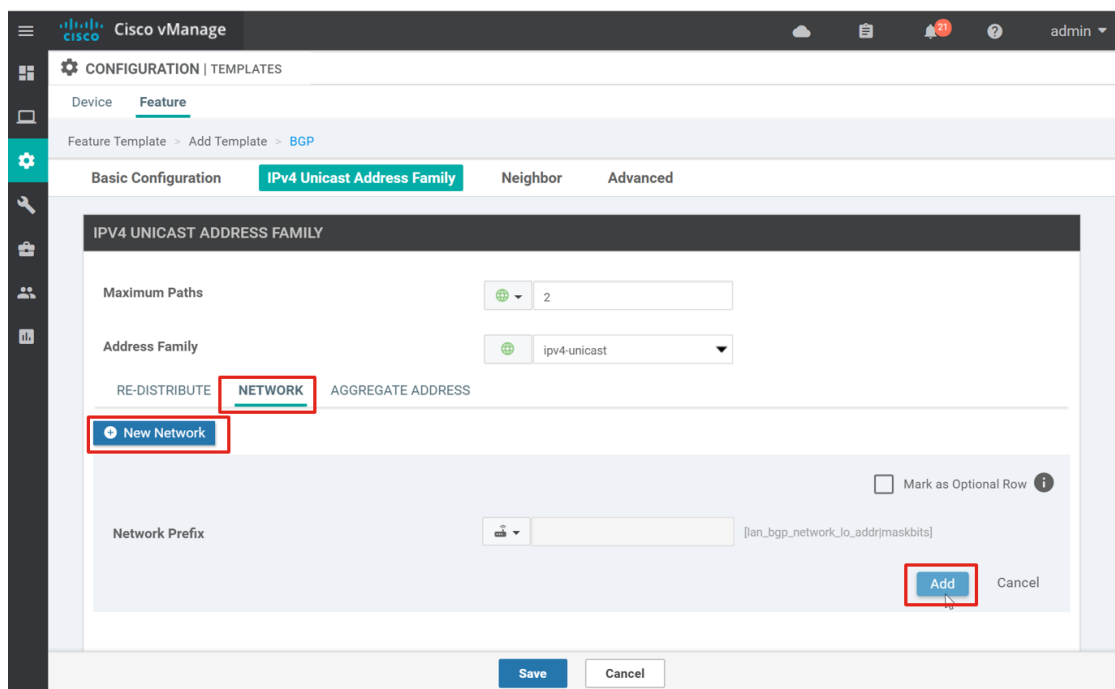 cisco Cisco vManage 21 admin
CONFIGURATION | TEMPLATES
Device Feature
Feature Template > Add Template > BGP
Basic Configuration IPv4 Unicast Address Family Neighbor Advanced
IPV4 UNICAST ADDRESS FAMILY
Maximum Paths 2
Address Family ipv4-unicast
RE-DISTRIBUTE NETWORK AGGREGATE ADDRESS
New Network
Mark as Optional Row
Network Prefix [lan_bgp_network_lo_addr|maskbits]
Add Cancel
Save Cancel